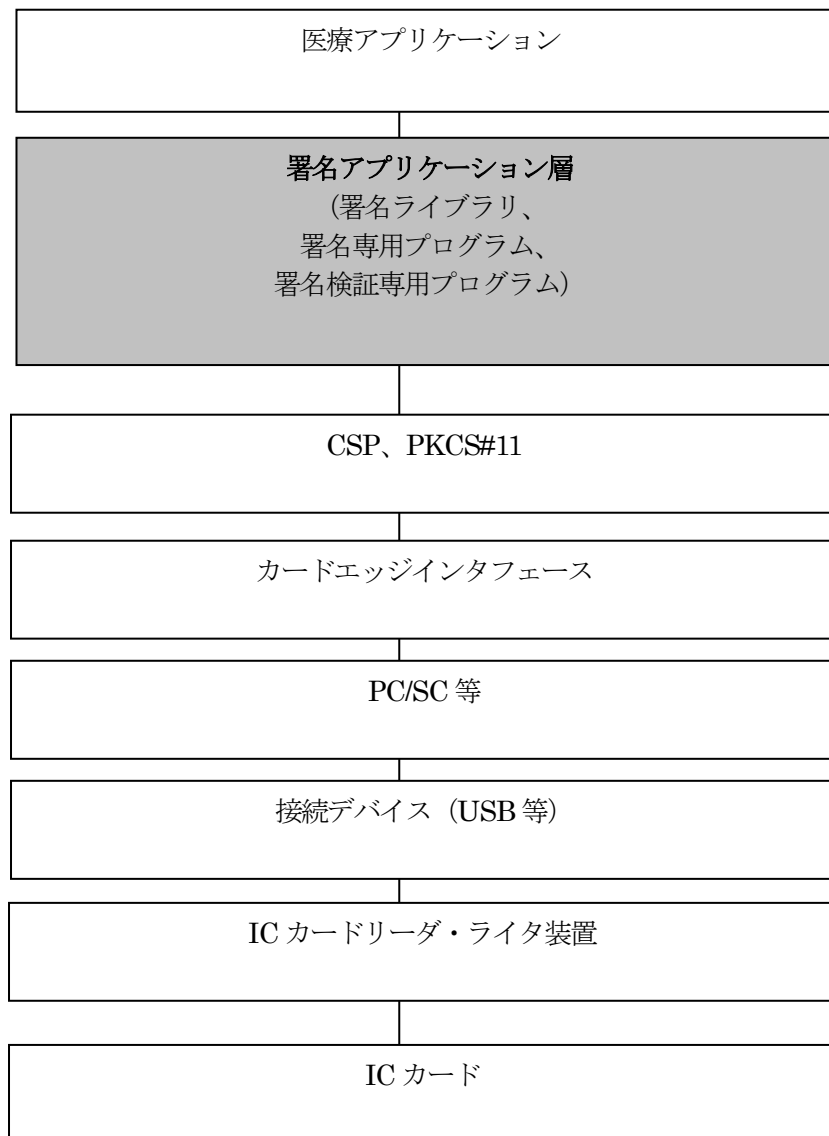 医療アプリケーション
署名アプリケーション層
(署名ライブラリ、
署名専用プログラム、
署名検証専用プログラム)
CSP、PKCS#11
カードエッジインタフェース
PC/SC 等
接続デバイス（USB 等）
IC カードリーダ・ライタ装置
IC カード